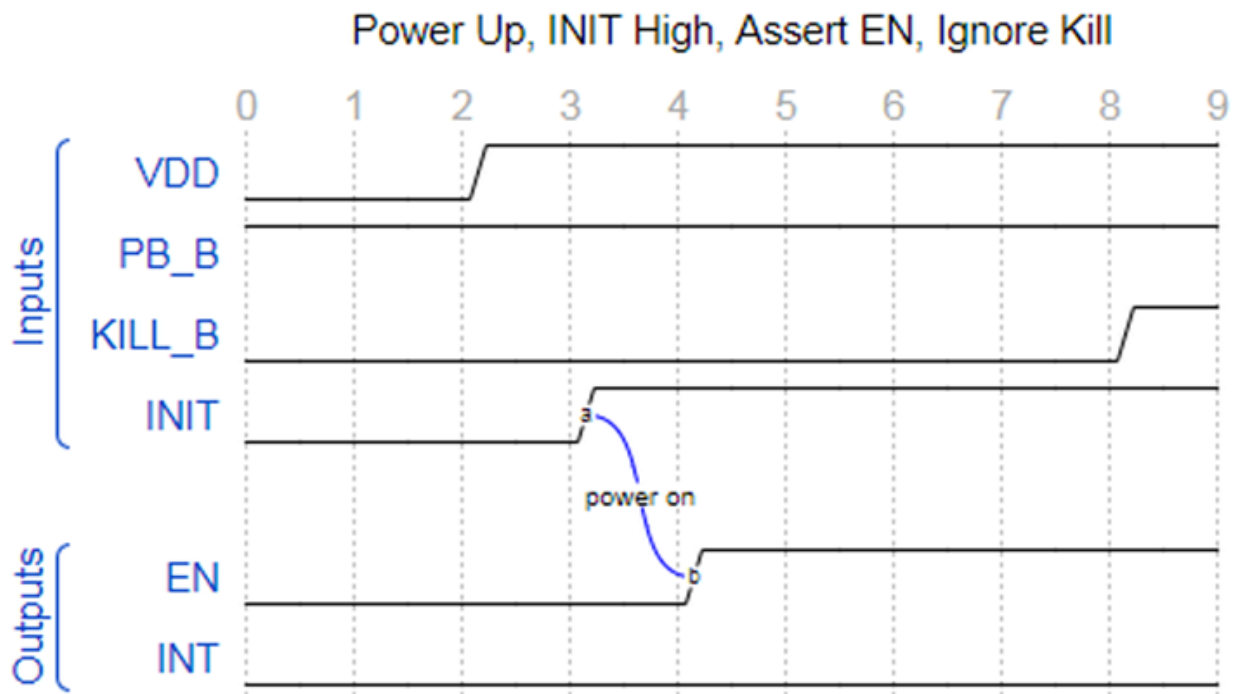 Power Up, INIT High, Assert EN, Ignore Kill
0 1 2 3 4 5 6 7 8 9
Inputs
VDD
PB_B
KILL_B
INIT
a
power on
Outputs
EN
b
INT